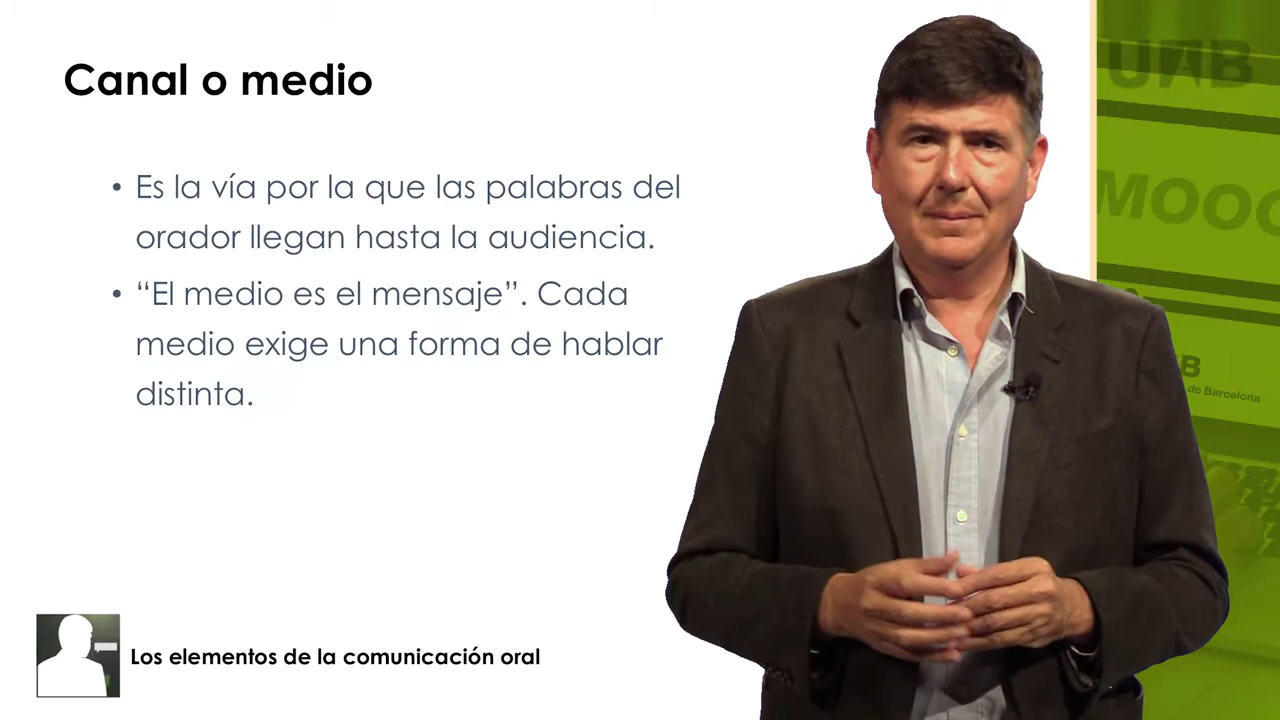 Canal o medio
• Es la vía por la que las palabras del
orador llegan hasta la audiencia.
• “El medio es el mensaje”. Cada
medio exige una forma de hablar
distinta.
Los elementos de la comunicación oral
UAB
MOOC
B
de Barcelona